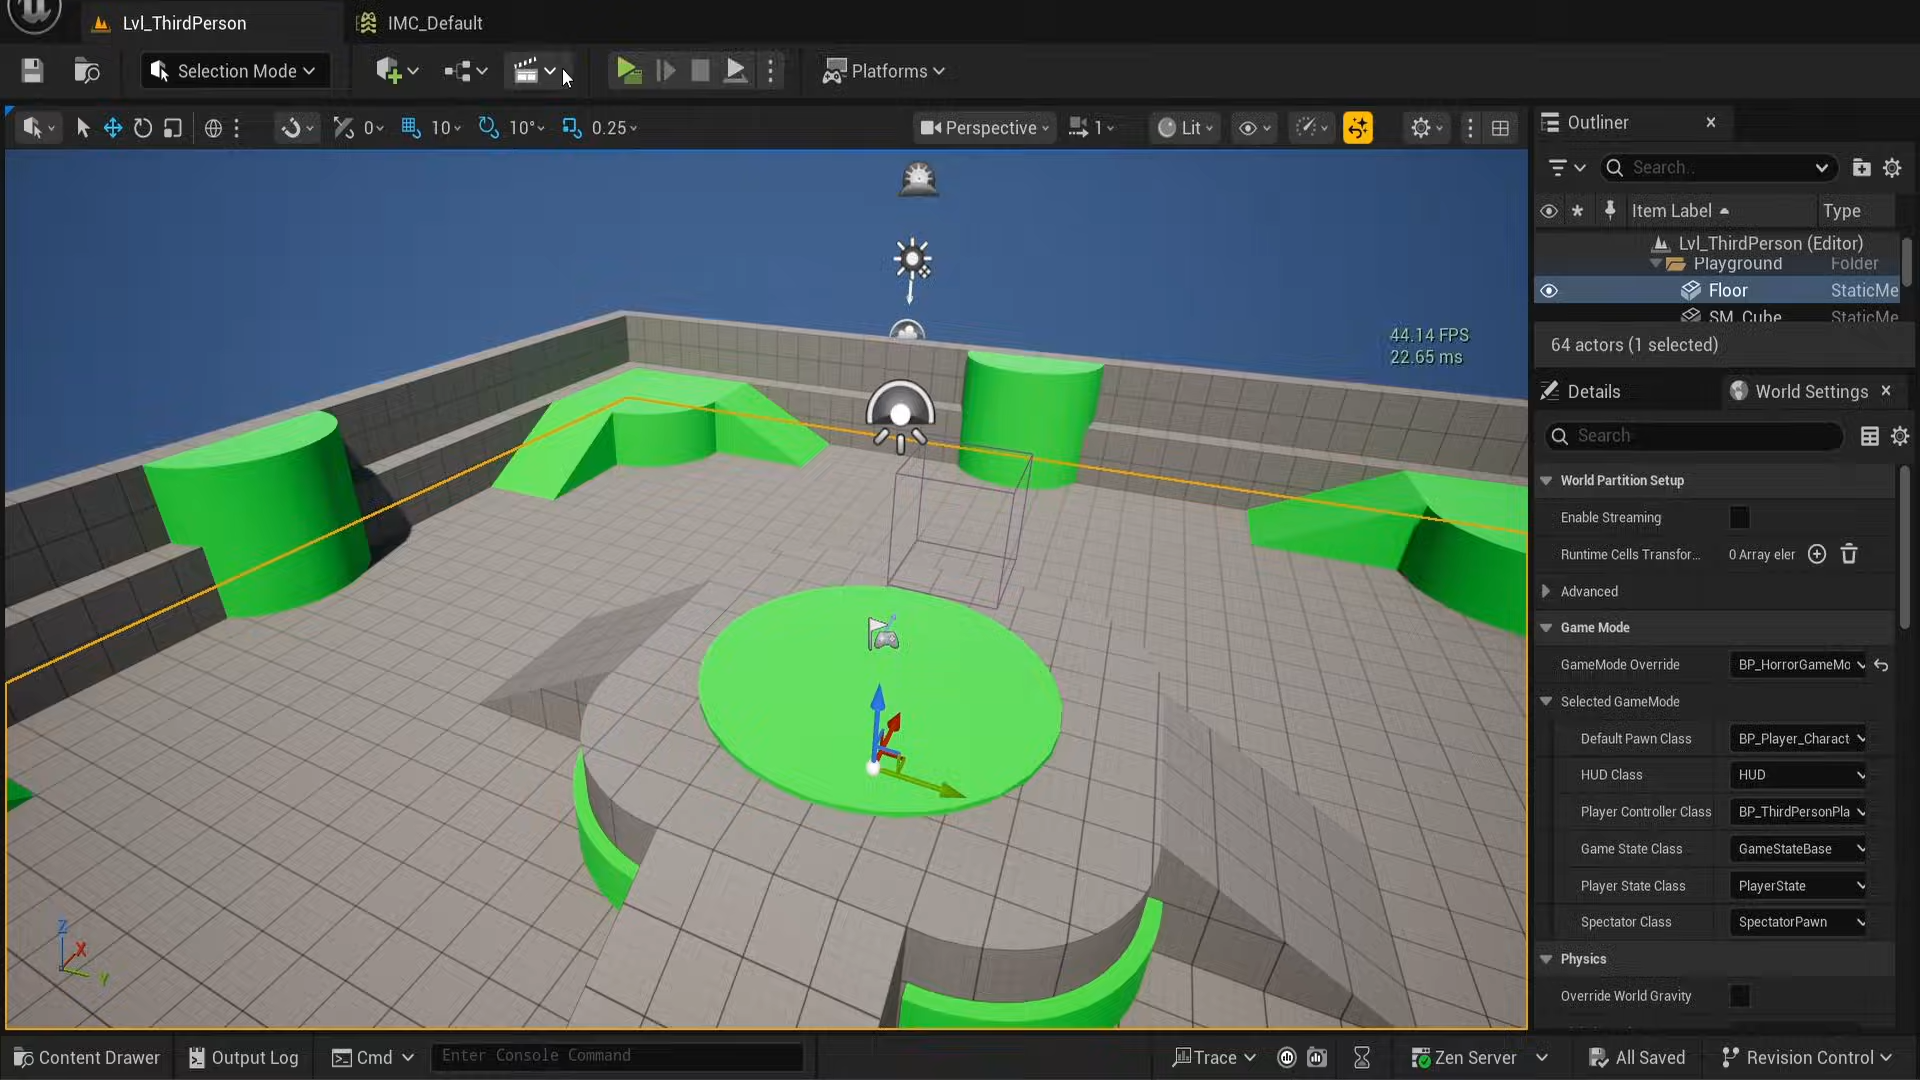 Lvl_ThirdPerson
IMC_Default
Selection Mode
Platforms
0
10
10°
0.25
Perspective
1
Lit
44.14 FPS
22.65 ms
Outliner
Search..
Item Label
Type
Lvl_ThirdPerson (Editor)
Playground
Folder
Floor
StaticMe
SM_Cube
StaticMe
64 actors (1 selected)
Details
World Settings
Search
World Partition Setup
Enable Streaming
Runtime Cells Transfor...
0 Array eler
Advanced
Game Mode
GameMode Override
BP_HorrorGameMo
Selected GameMode
Default Pawn Class
BP_Player_Charact
HUD Class
HUD
Player Controller Class
BP_ThirdPersonPla
Game State Class
GameStateBase
Player State Class
PlayerState
Spectator Class
SpectatorPawn
Physics
Override World Gravity
Z
X
Y
Content Drawer
Output Log
Cmd
Enter Console Command
Trace
Zen Server
All Saved
Revision Control